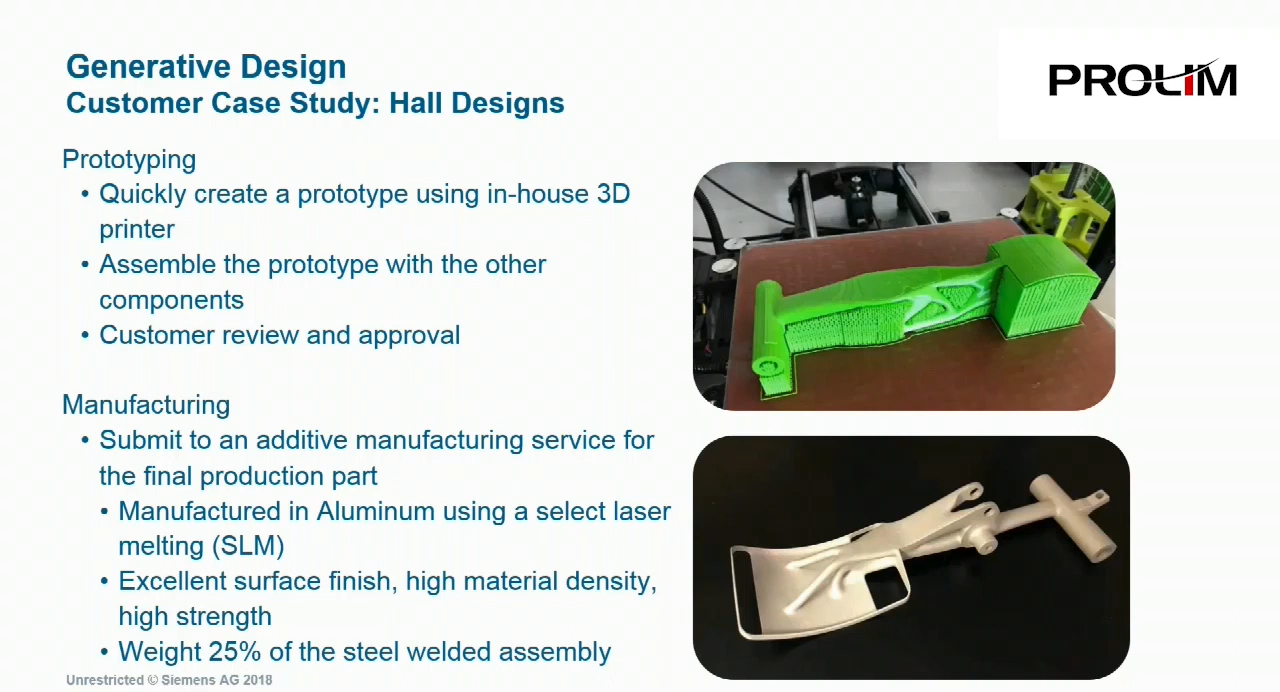 Generative Design
Customer Case Study: Hall Designs
PROLIM
Prototyping
• Quickly create a prototype using in-house 3D
printer
• Assemble the prototype with the other
components
• Customer review and approval
Manufacturing
• Submit to an additive manufacturing service for
the final production part
• Manufactured in Aluminum using a select laser
melting (SLM)
• Excellent surface finish, high material density,
high strength
• Weight 25% of the steel welded assembly
Unrestricted © Siemens AG 2018